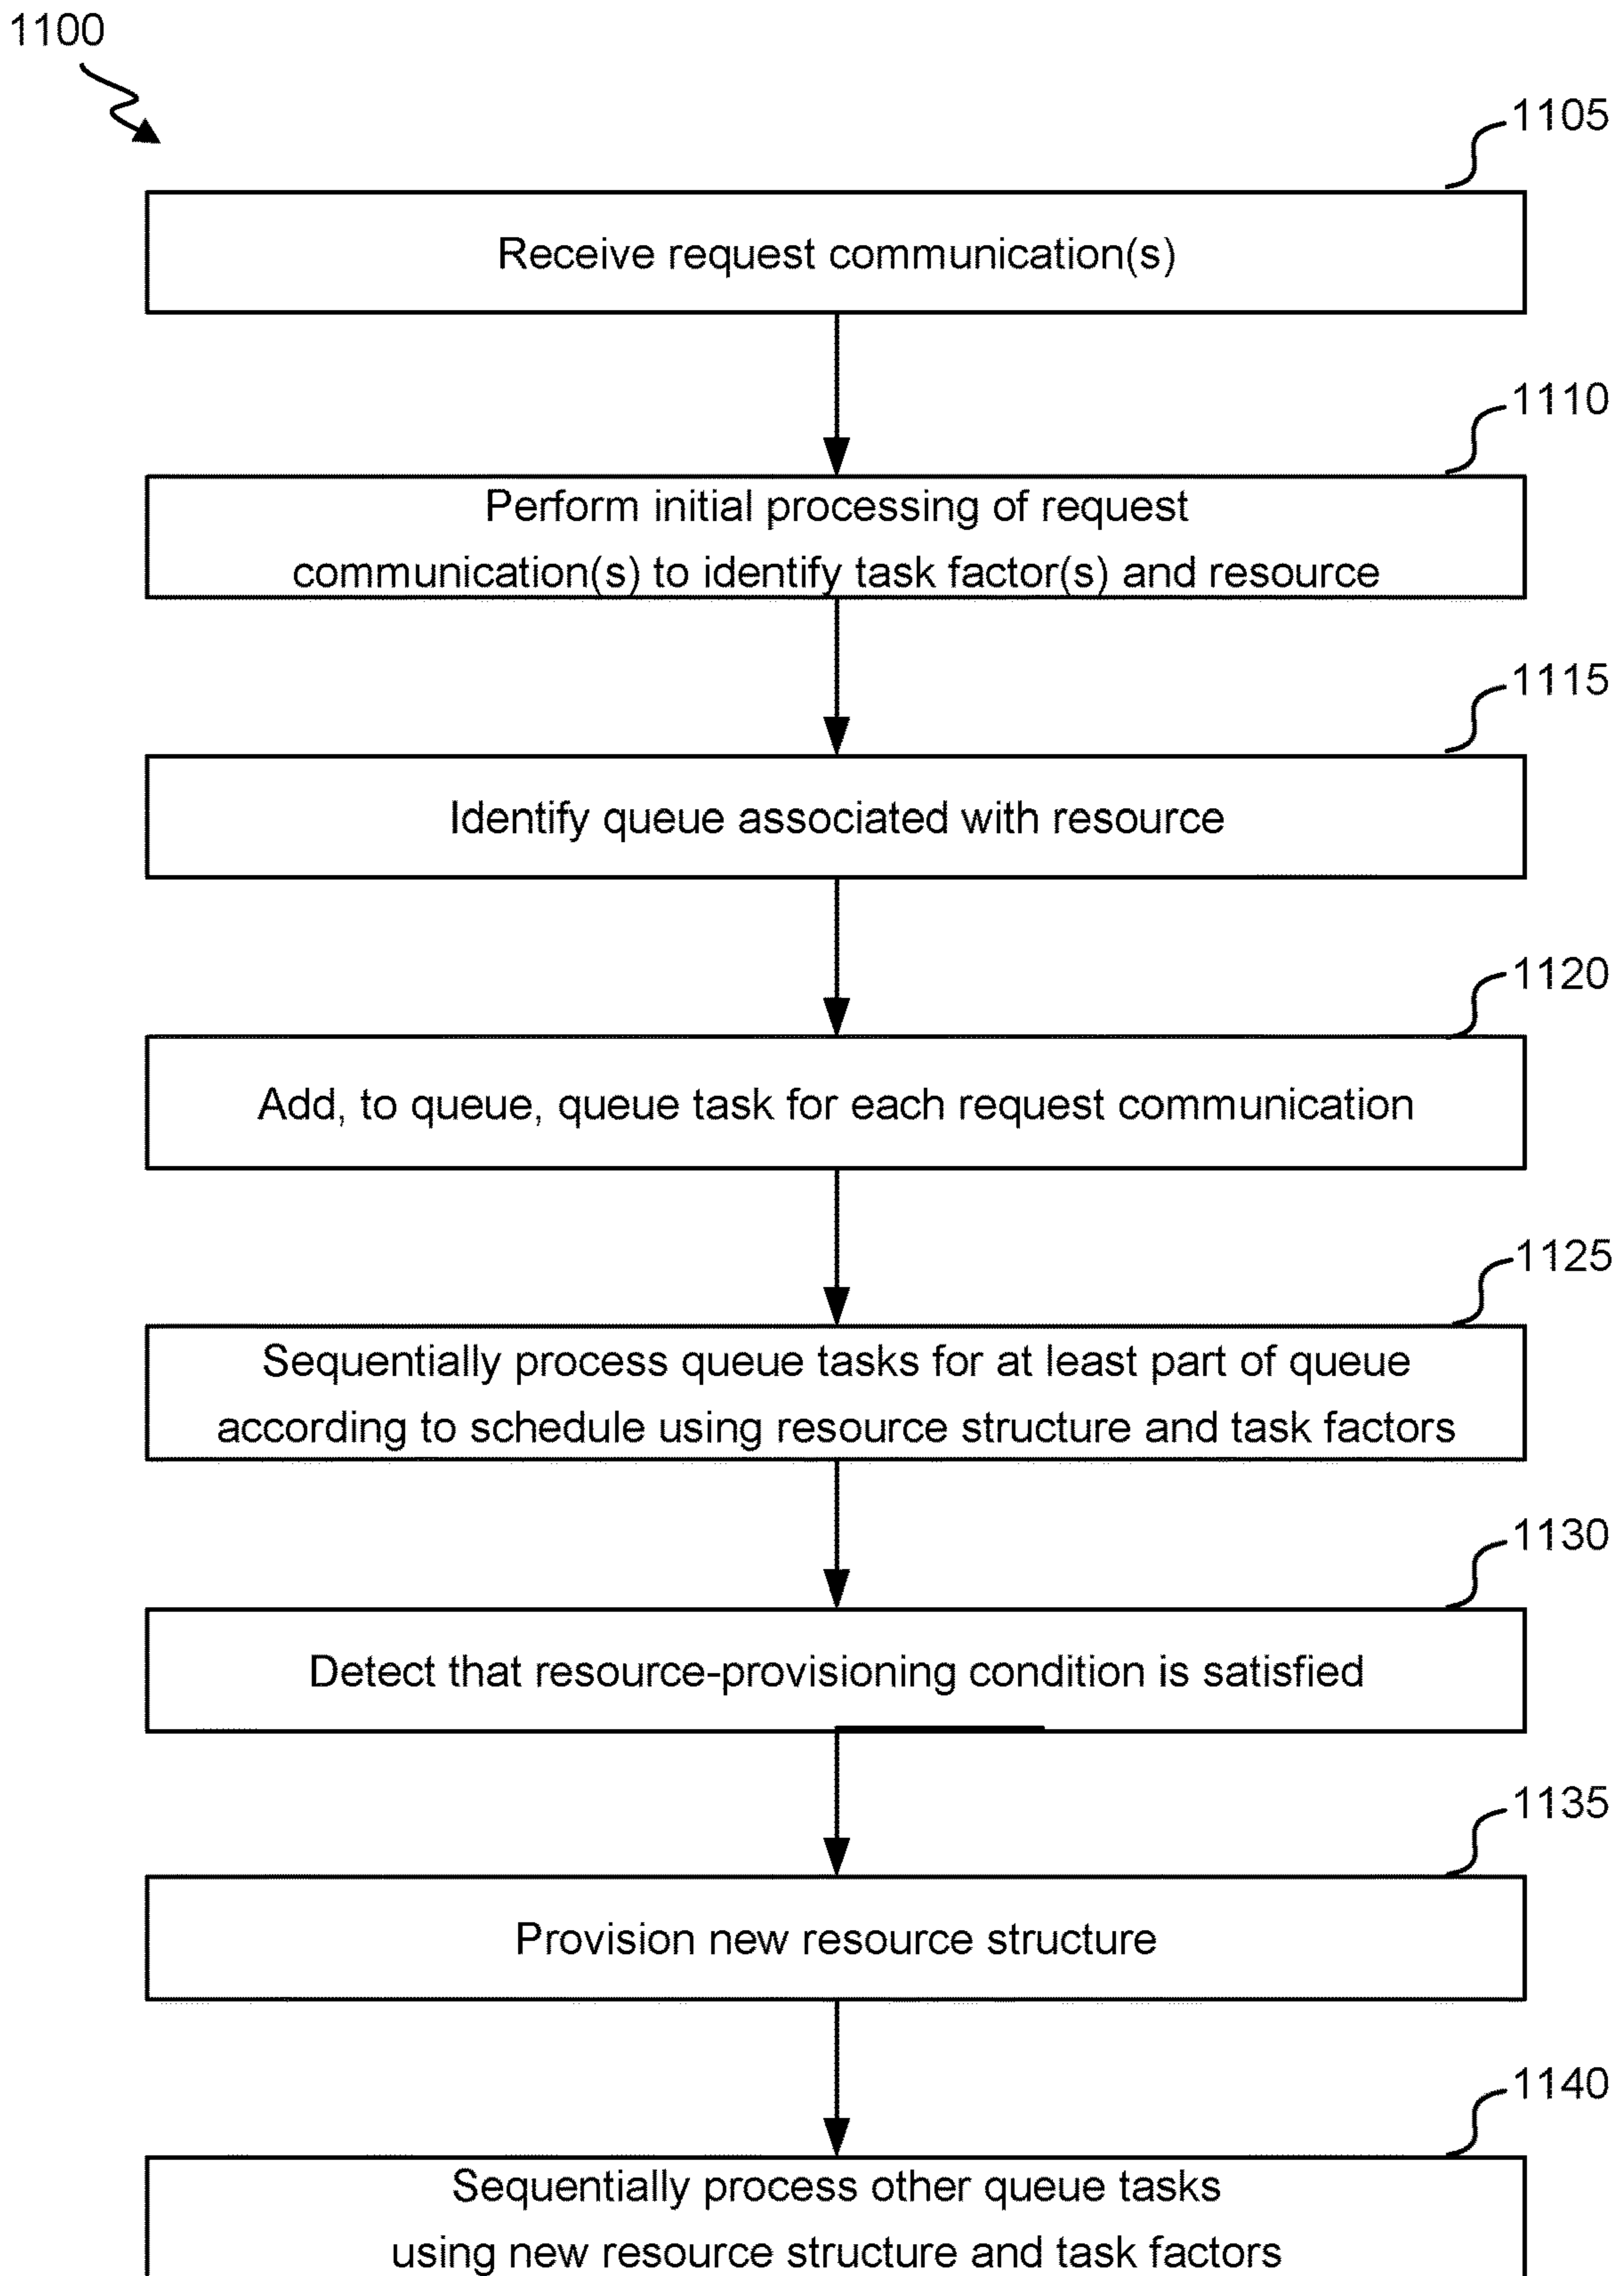 1100
1105
Receive request communication(s)
1110
Perform initial processing of request
communication(s) to identify task factor(s) and resource
1115
Identify queue associated with resource
1120
Add, to queue, queue task for each request communication
1125
Sequentially process queue tasks for at least part of queue
according to schedule using resource structure and task factors
1130
Detect that resource-provisioning condition is satisfied
1135
Provision new resource structure
1140
Sequentially process other queue tasks
using new resource structure and task factors